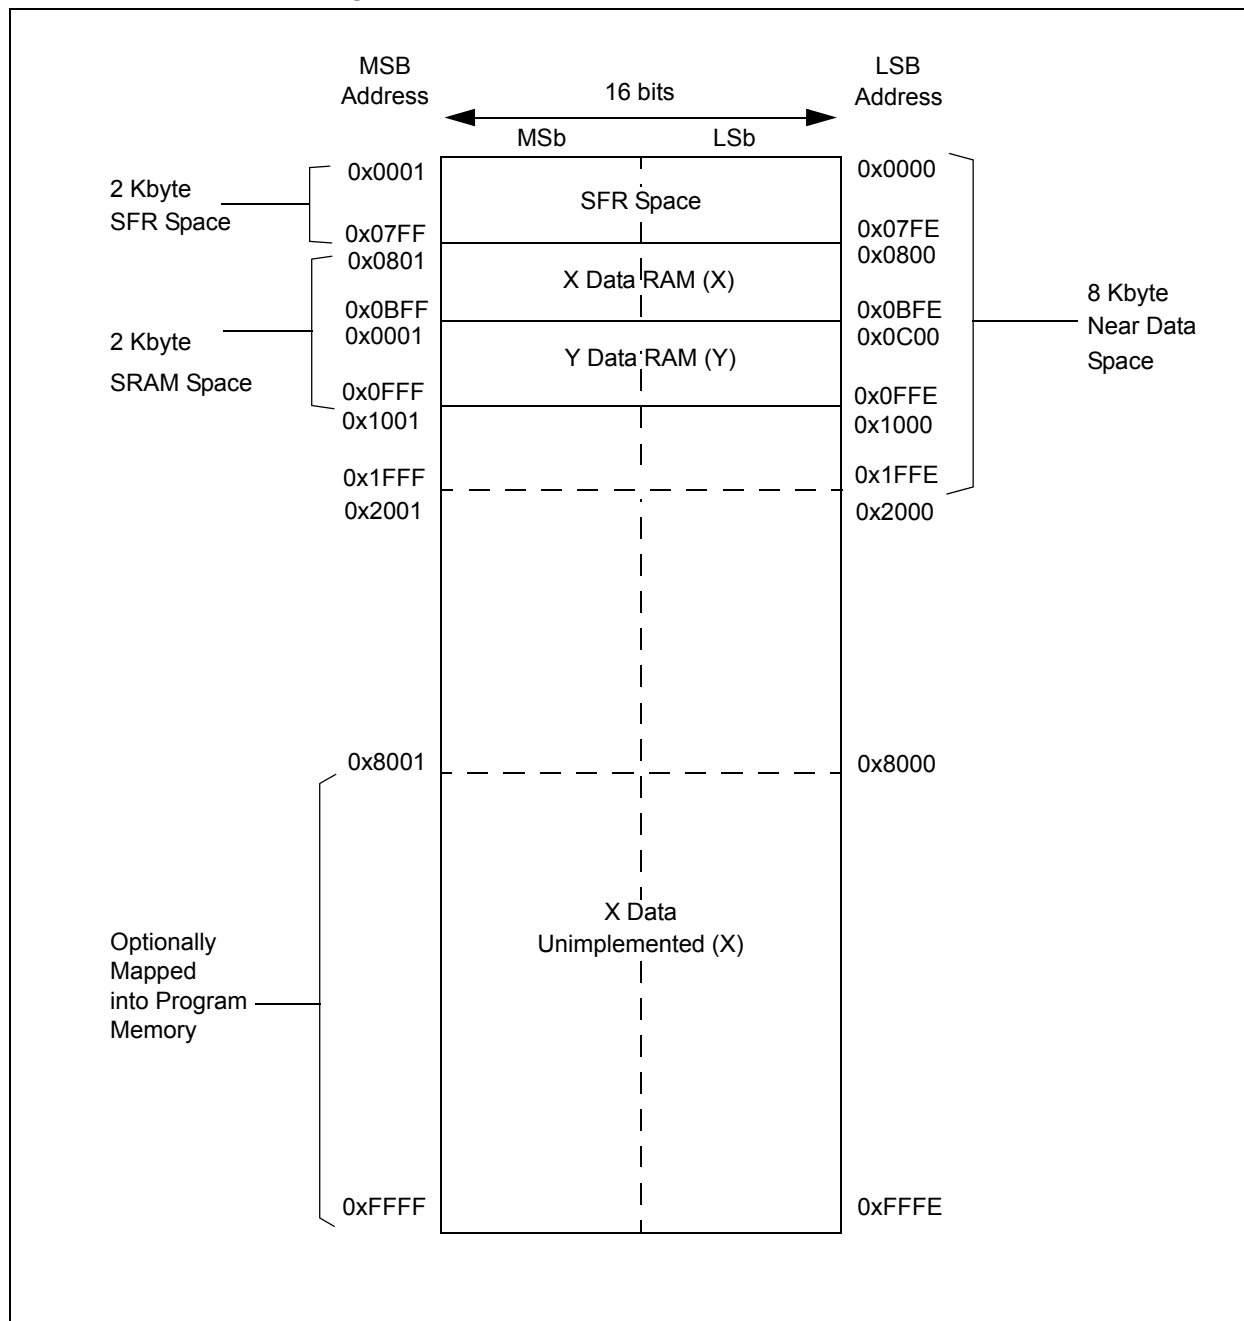 MSB
Address
16 bits
LSB
Address
MSb
LSb
2 Kbyte
SFR Space
0x0001
SFR Space
0x0000
0x07FF
0x07FE
0x0801
0x0800
X Data RAM (X)
2 Kbyte
SRAM Space
0x0BFF
0x0BFE
0x0001
0x0C00
Y Data RAM (Y)
8 Kbyte
Near Data
Space
0x0FFF
0x0FFE
0x1001
0x1000
0x1FFF
0x1FFE
0x2001
0x2000
0x8001
0x8000
X Data
Unimplemented (X)
Optionally
Mapped
into Program
Memory
0xFFFF
0xFFFE